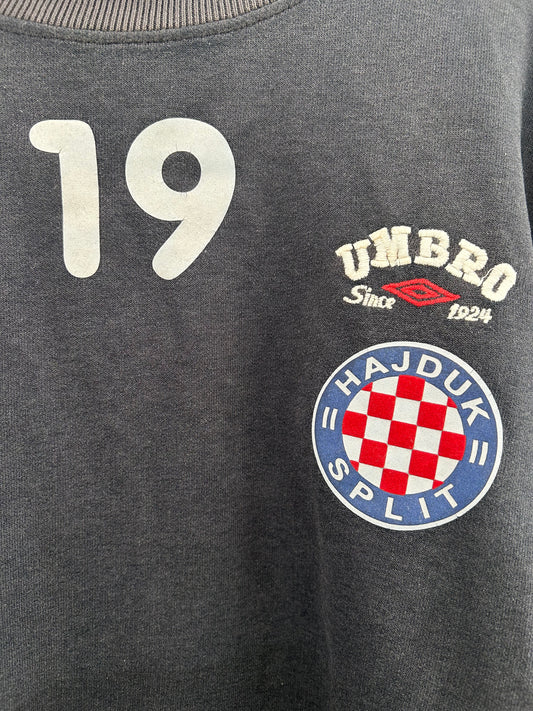 19
UMBRO
Since 1924
HAJDUK
SPLIT